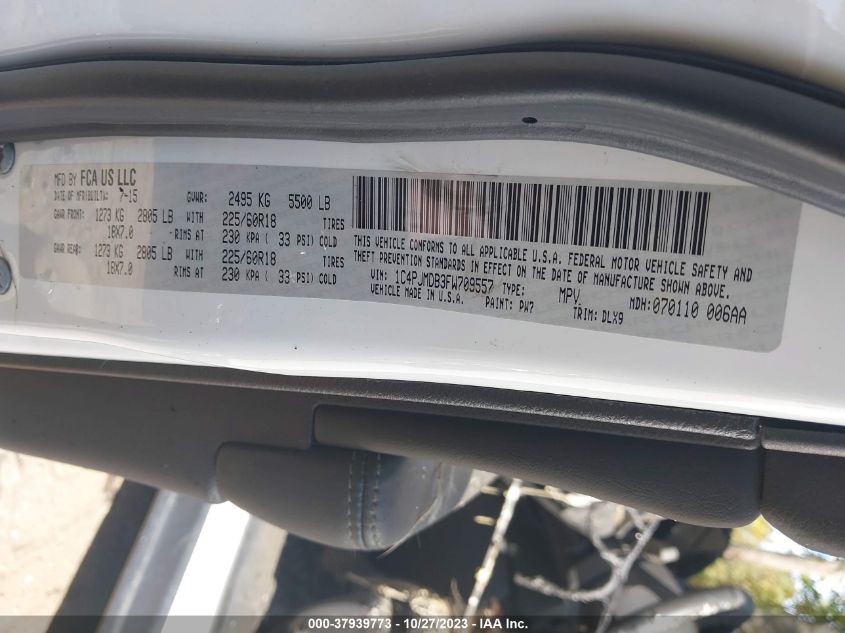 MFD BY FCA US LLC
DATE OF MFR(BUILT): 7-15
GVWR: 2495 KG 5500 LB
GAWR FRONT: 1273 KG 2805 LB WITH 225/60R18 TIRES
18X7.0 -RIMS AT 230 KPA ( 33 PSI) COLD
GAWR REAR: 1273 KG 2805 LB WITH 225/60R18 TIRES
18X7.0 -RIMS AT 230 KPA ( 33 PSI) COLD
THIS VEHICLE CONFORMS TO ALL APPLICABLE U.S.A. FEDERAL MOTOR VEHICLE SAFETY AND
THEFT PREVENTION STANDARDS IN EFFECT ON THE DATE OF MANUFACTURE SHOWN ABOVE.
VIN: 1C4PJMDB3FW709557 TYPE: MPV MDH:070110 006AA
VEHICLE MADE IN U.S.A. PAINT: PW7 TRIM: DLX9
000-37939773 - 10/27/2023 - IAA Inc.